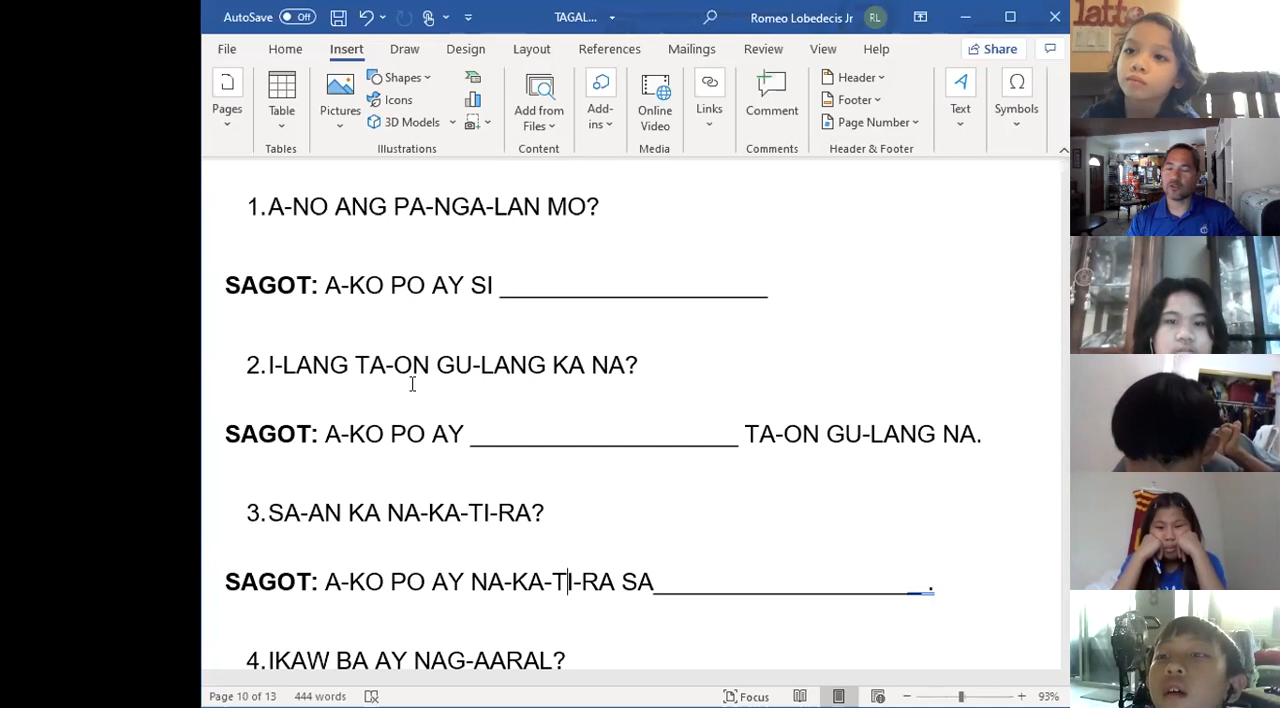 AutoSave Off TAGAL... Romeo Lobedecis Jr RL
File Home Insert Draw Design Layout References Mailings Review View Help Share
Pages Table Pictures Shapes Icons 3D Models Add from Files Add-ins Online Video Links Comment Header Footer Page Number Text Symbols
Tables Illustrations Content Media Comments Header & Footer
latte
1. A-NO ANG PA-NGA-LAN MO?
SAGOT: A-KO PO AY SI ____________________
2. I-LANG TA-ON GU-LANG KA NA?
SAGOT: A-KO PO AY ____________________ TA-ON GU-LANG NA.
3. SA-AN KA NA-KA-TI-RA?
SAGOT: A-KO PO AY NA-KA-TI-RA SA____________________.
4. IKAW BA AY NAG-AARAL?
Page 10 of 13 444 words Focus 93%